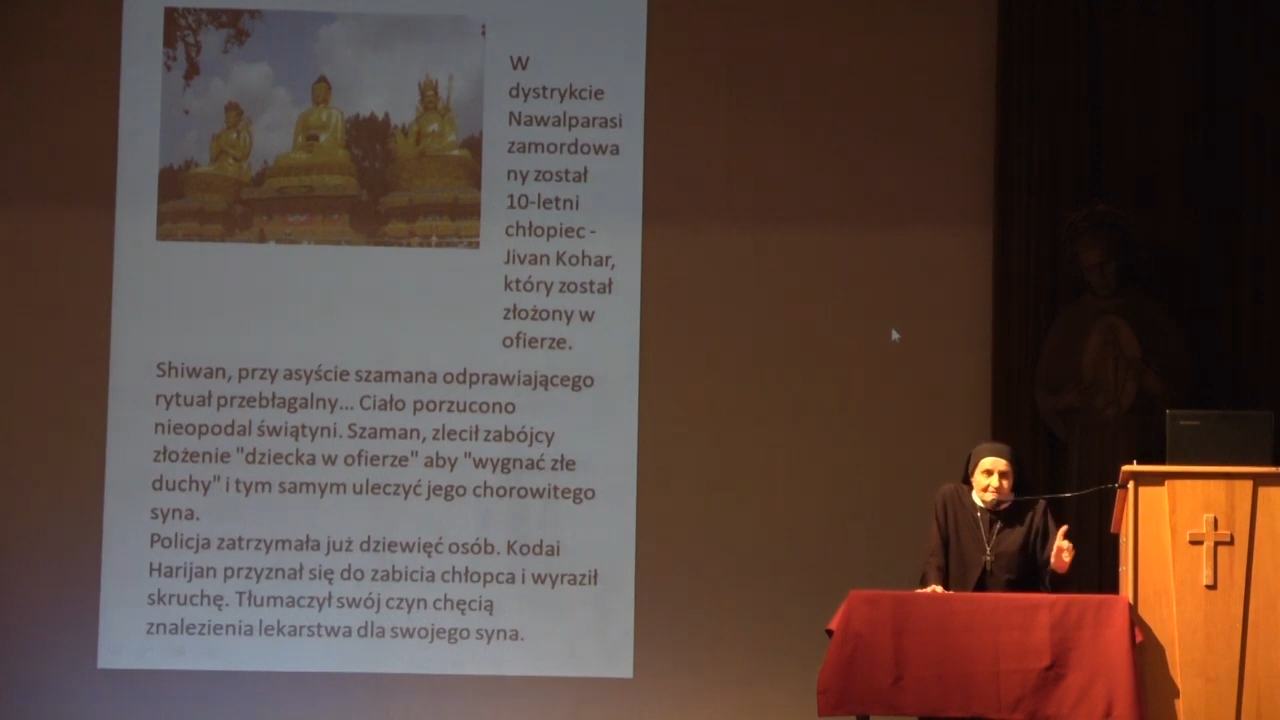 W
dystrykcie
Nawalparasi
zamordowa
ny został
10-letni
chłopiec -
Jivan Kohar,
który został
złożony w
ofierze.
Shiwan, przy asyście szamana odprawiającego
rytuał przebłagalny... Ciało porzucono
nieopodal świątyni. Szaman, zlecił zabójcy
złożenie "dziecka w ofierze" aby "wygnać złe
duchy" i tym samym uleczyć jego chorowitego
syna.
Policja zatrzymała już dziewięć osób. Kodai
Harijan przyznał się do zabicia chłopca i wyraził
skruchę. Tłumaczył swój czyn chęcią
znalezienia lekarstwa dla swojego syna.